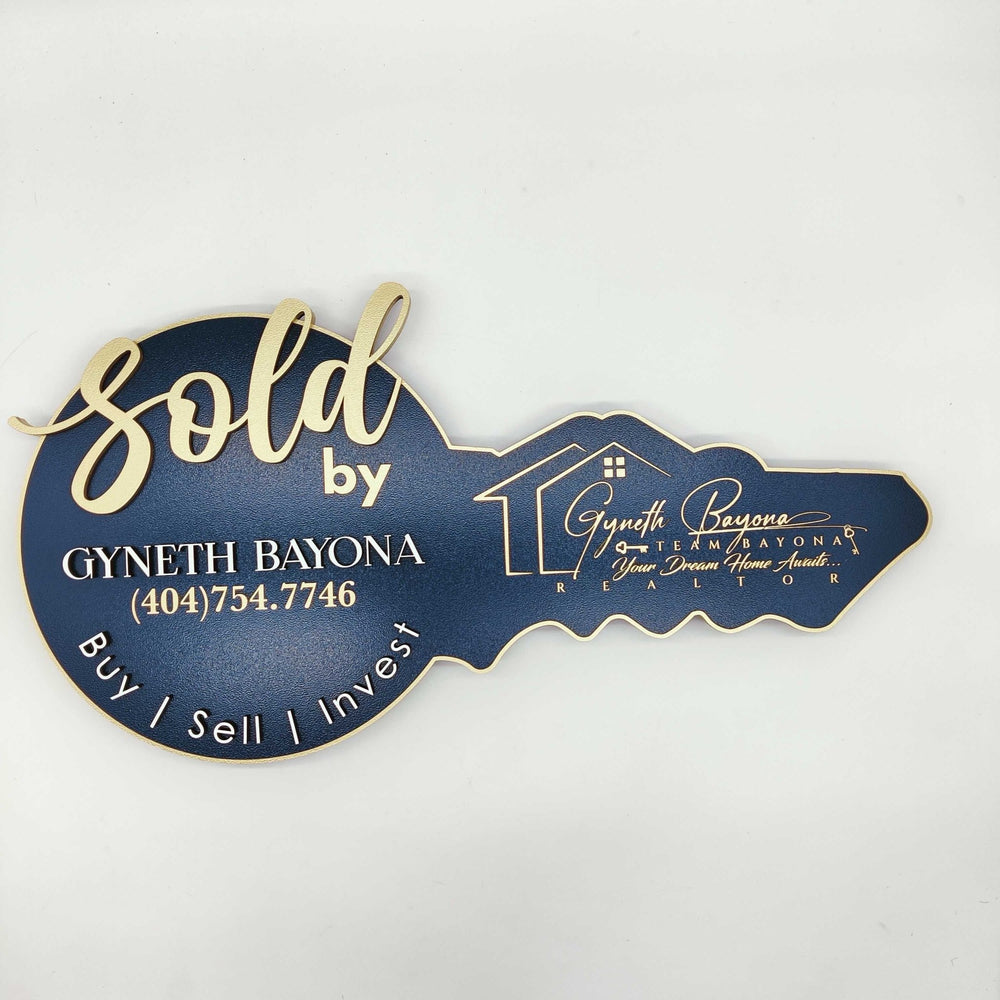 Sold
by
GYNETH BAYONA
(404)754.7746
Buy | Sell | Invest
Gyneth Bayona
TEAM BAYONA
Your Dream Home Awaits...
REALTOR